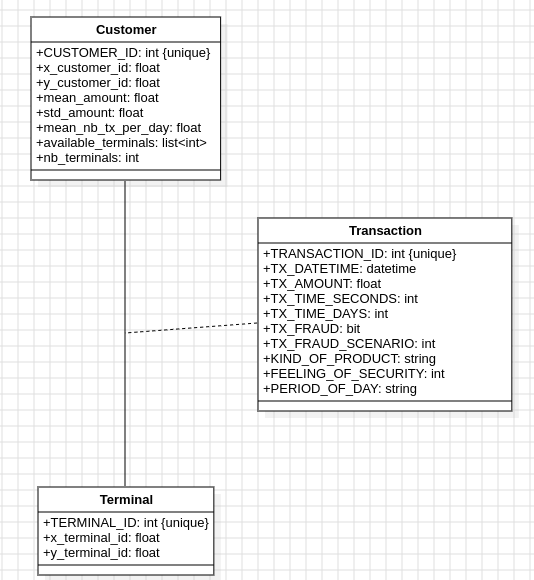 Customer
+CUSTOMER_ID: int {unique}
+x_customer_id: float
+y_customer_id: float
+mean_amount: float
+std_amount: float
+mean_nb_tx_per_day: float
+available_terminals: list<int>
+nb_terminals: int
Transaction
+TRANSACTION_ID: int {unique}
+TX_DATETIME: datetime
+TX_AMOUNT: float
+TX_TIME_SECONDS: int
+TX_TIME_DAYS: int
+TX_FRAUD: bit
+TX_FRAUD_SCENARIO: int
+KIND_OF_PRODUCT: string
+FEELING_OF_SECURITY: int
+PERIOD_OF_DAY: string
Terminal
+TERMINAL_ID: int {unique}
+x_terminal_id: float
+y_terminal_id: float